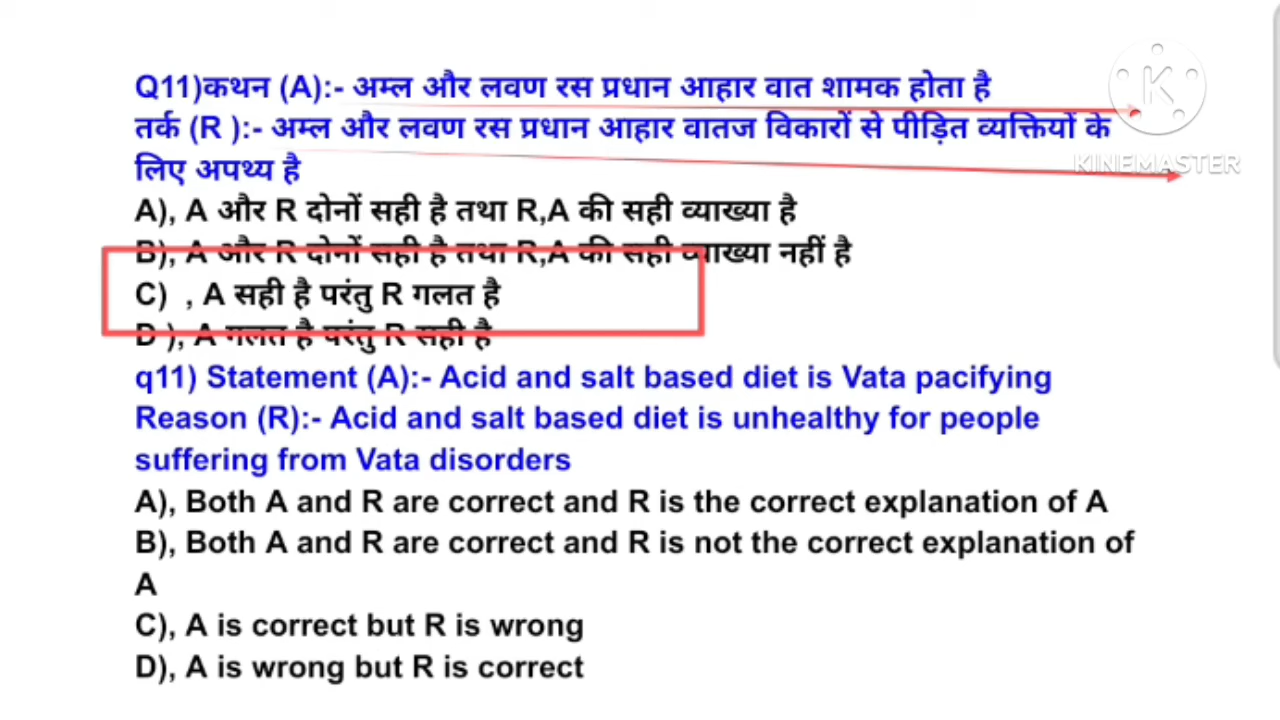 Q11)कथन (A):- अम्ल और लवण रस प्रधान आहार वात शामक होता है
तर्क (R ):- अम्ल और लवण रस प्रधान आहार वातज विकारों से पीड़ित व्यक्तियों के
लिए अपथ्य है
A), A और R दोनों सही है तथा R,A की सही व्याख्या है
B), A और R दोनों सही है तथा R,A की सही व्याख्या नहीं है
C) , A सही है परंतु R गलत है
D ), A गलत है परंतु R सही है
q11) Statement (A):- Acid and salt based diet is Vata pacifying
Reason (R):- Acid and salt based diet is unhealthy for people
suffering from Vata disorders
A), Both A and R are correct and R is the correct explanation of A
B), Both A and R are correct and R is not the correct explanation of
A
C), A is correct but R is wrong
D), A is wrong but R is correct
K
KINEMASTER